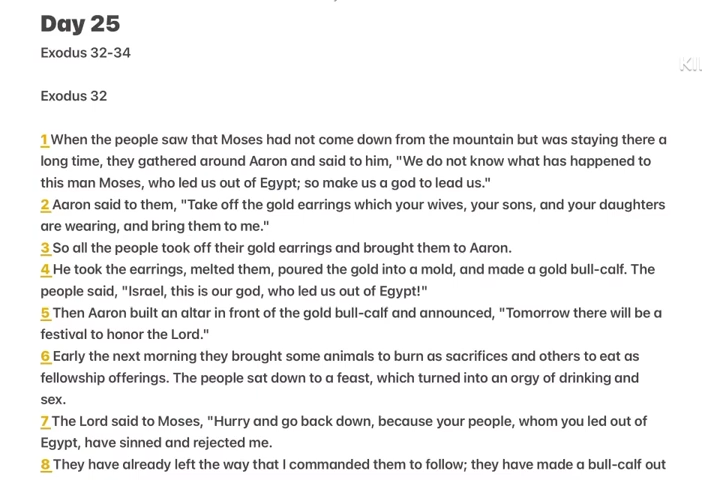 Day 25
Exodus 32-34
KII
Exodus 32
1 When the people saw that Moses had not come down from the mountain but was staying there a
long time, they gathered around Aaron and said to him, "We do not know what has happened to
this man Moses, who led us out of Egypt; so make us a god to lead us."
2 Aaron said to them, "Take off the gold earrings which your wives, your sons, and your daughters
are wearing, and bring them to me."
3 So all the people took off their gold earrings and brought them to Aaron.
4 He took the earrings, melted them, poured the gold into a mold, and made a gold bull-calf. The
people said, "Israel, this is our god, who led us out of Egypt!"
5 Then Aaron built an altar in front of the gold bull-calf and announced, "Tomorrow there will be a
festival to honor the Lord."
6 Early the next morning they brought some animals to burn as sacrifices and others to eat as
fellowship offerings. The people sat down to a feast, which turned into an orgy of drinking and
sex.
7 The Lord said to Moses, "Hurry and go back down, because your people, whom you led out of
Egypt, have sinned and rejected me.
8 They have already left the way that I commanded them to follow; they have made a bull-calf out